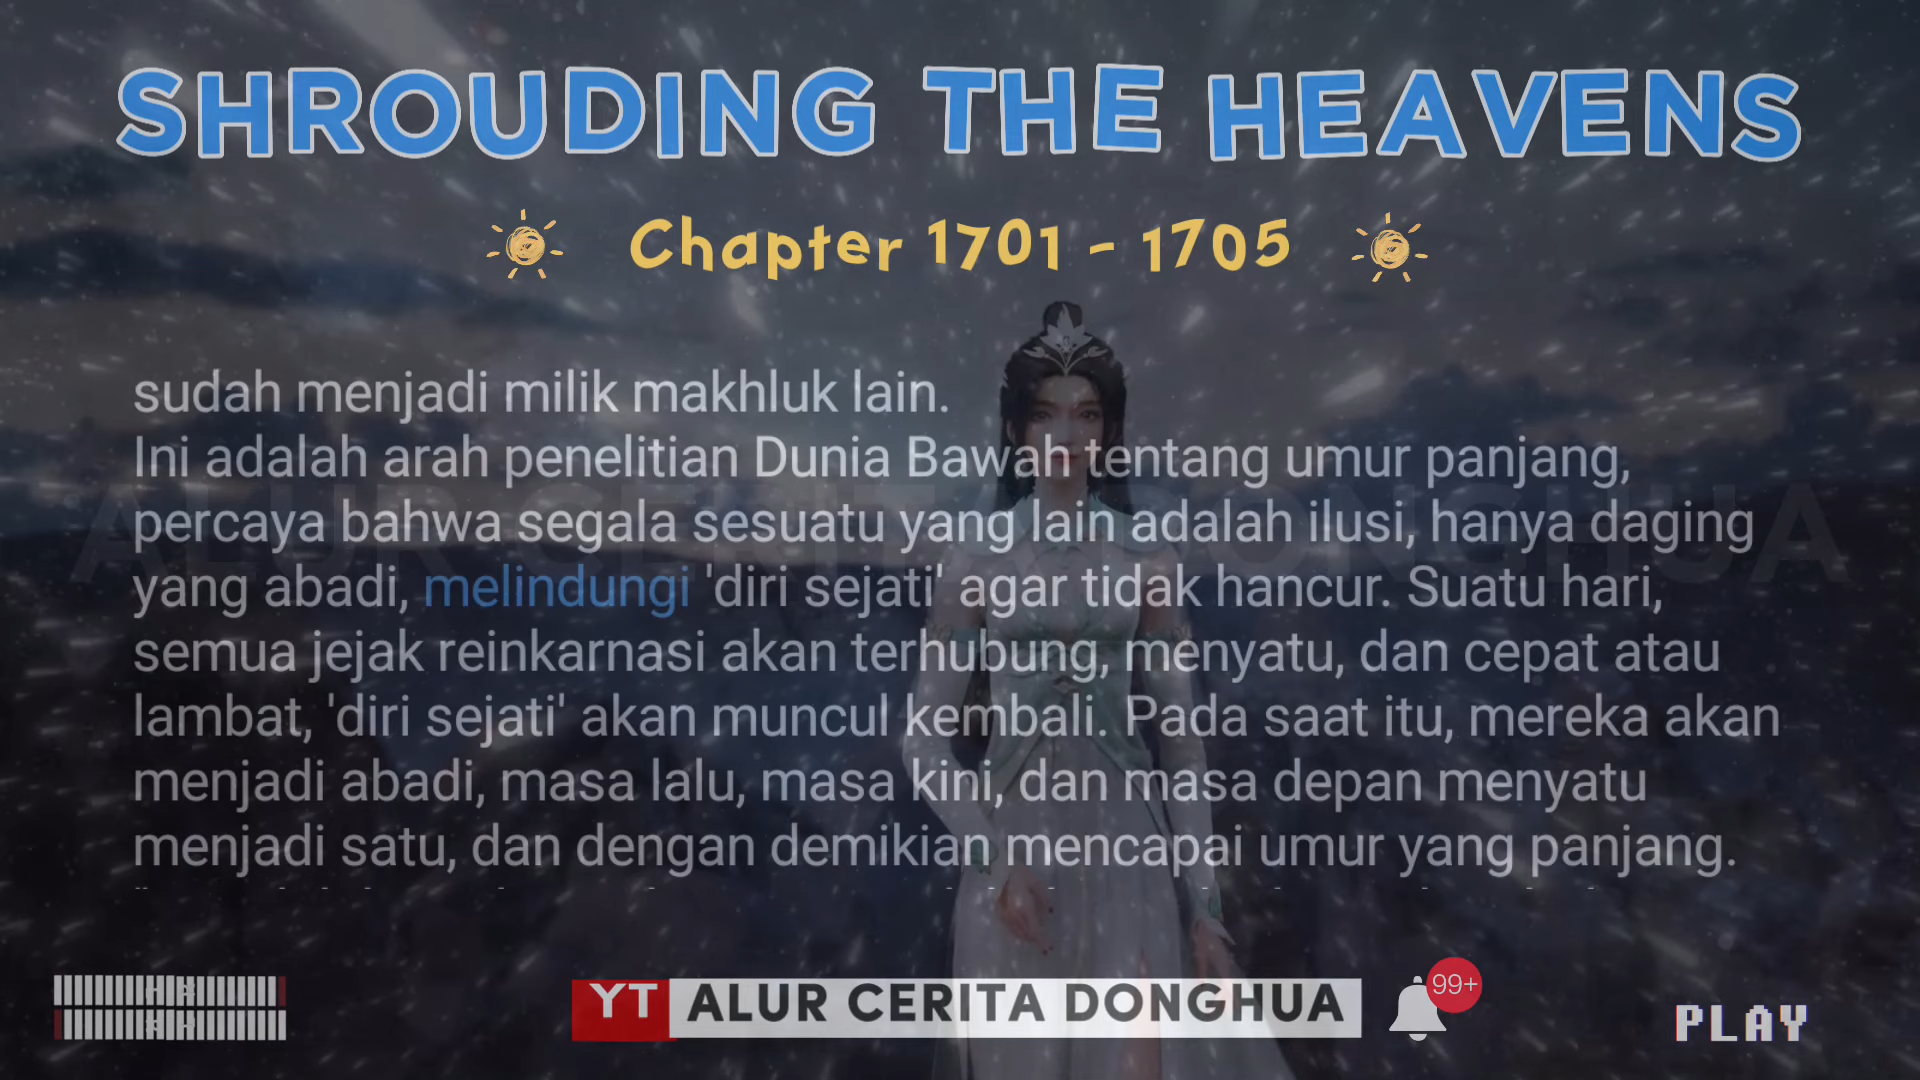 SHROUDING THE HEAVENS
Chapter 1701 - 1705
sudah menjadi milik makhluk lain.
Ini adalah arah penelitian Dunia Bawah tentang umur panjang,
percaya bahwa segala sesuatu yang lain adalah ilusi, hanya daging
yang abadi, melindungi 'diri sejati' agar tidak hancur. Suatu hari,
semua jejak reinkarnasi akan terhubung, menyatu, dan cepat atau
lambat, 'diri sejati' akan muncul kembali. Pada saat itu, mereka akan
menjadi abadi, masa lalu, masa kini, dan masa depan menyatu
menjadi satu, dan dengan demikian mencapai umur yang panjang.
ALUR CERITA DONGHUA
YT ALUR CERITA DONGHUA
99+
PLAY